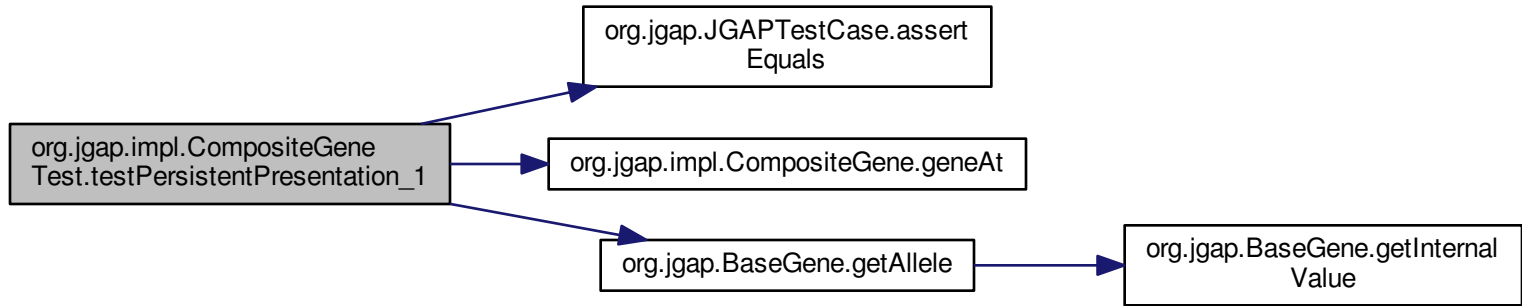 org.jgap.JGAPTestCase.assert
Equals
org.jgap.impl.CompositeGene
Test.testPersistentPresentation_1
org.jgap.impl.CompositeGene.geneAt
org.jgap.BaseGene.getAllele
org.jgap.BaseGene.getInternal
Value